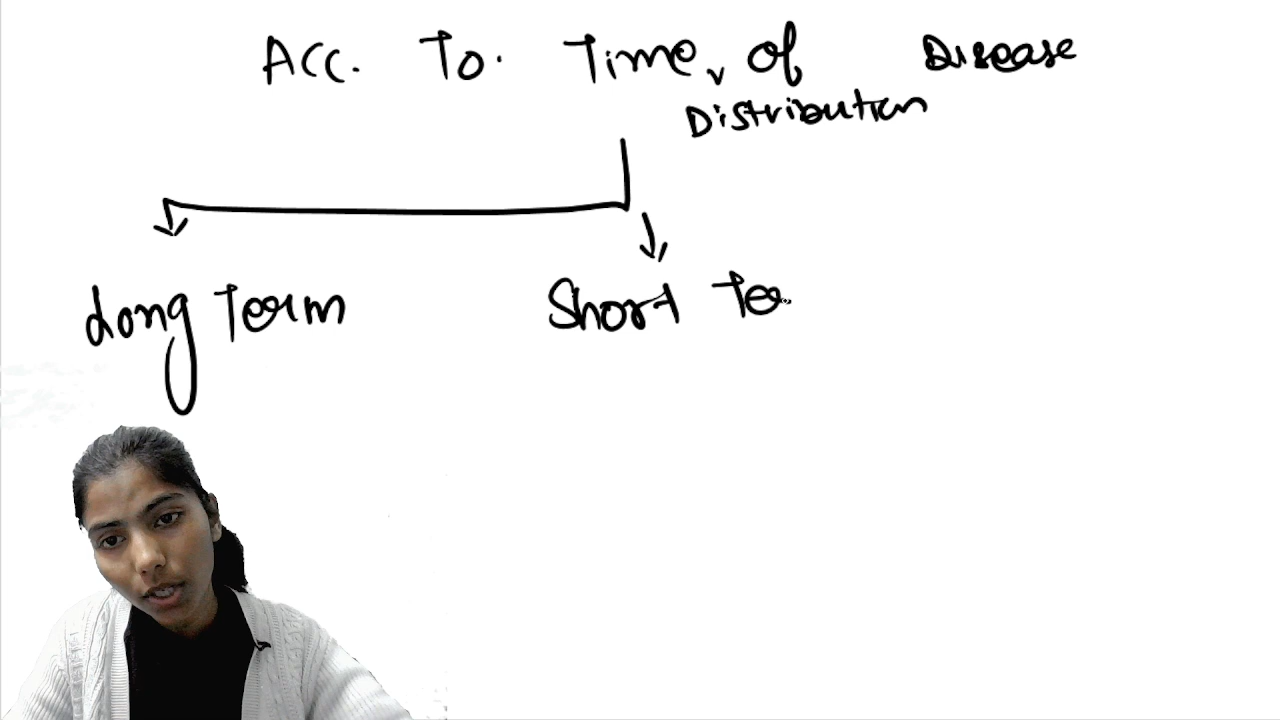 Acc. To. Time, of Disease
Distribution
Long Term
Short Te